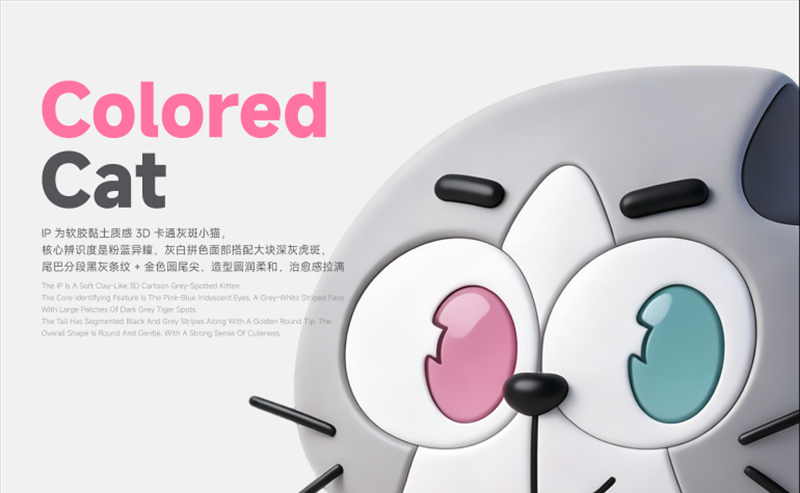 Colored
Cat
IP 为软胶黏土质感 3D 卡通灰斑小猫，
核心辨识度是粉蓝异瞳，灰白拼色面部搭配大块深灰虎斑，
尾巴分段黑灰条纹 + 金色圆尾尖，造型圆润柔和，治愈感拉满
The IP Is A Soft Clay-Like 3D Cartoon Grey-Spotted Kitten.
The Core Identifying Feature Is The Pink-Blue Iridescent Eyes, A Grey-White Striped Face
With Large Patches Of Dark Grey Tiger Spots.
The Tail Has Segmented Black And Grey Stripes Along With A Golden Round Tip, The
Overall Shape Is Round And Gentle, With A Strong Sense Of Cuteness.